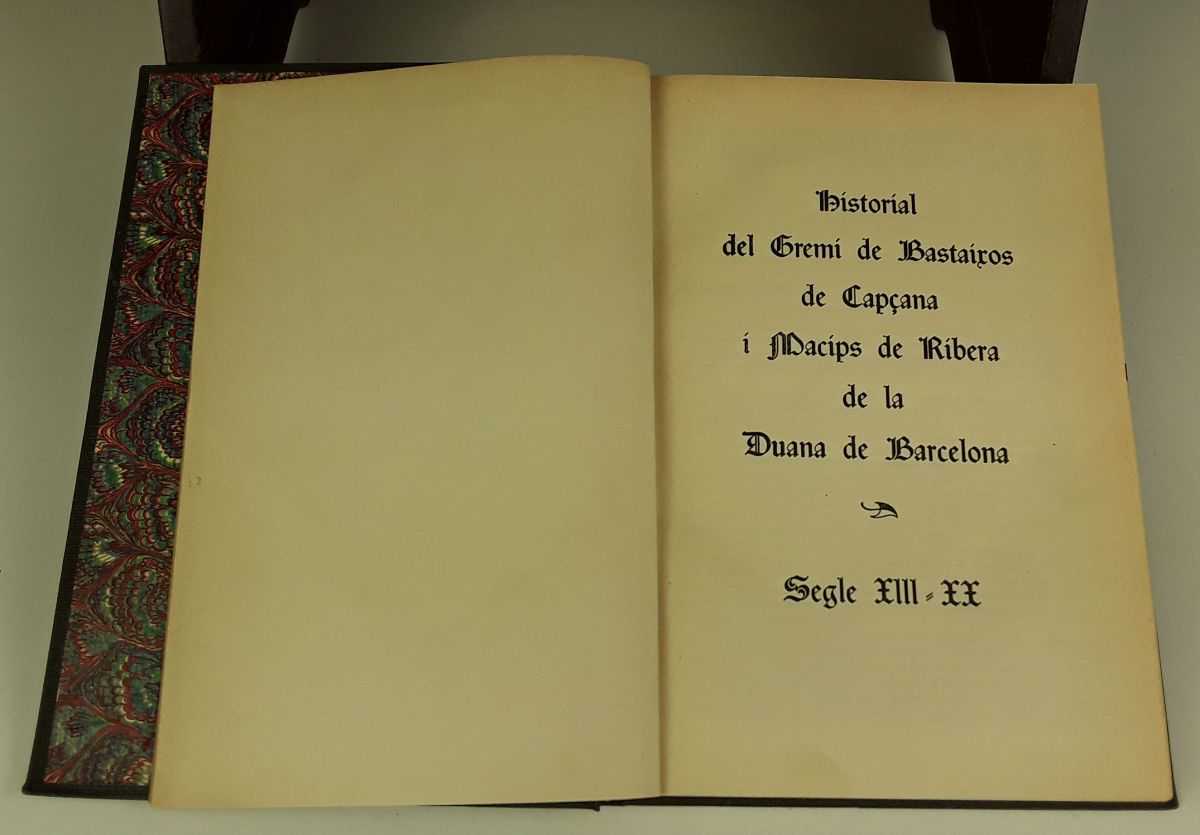 Historial
del Gremi de Bastaixos
de Capçana
i Macips de Ribera
de la
Duana de Barcelona
Segle XIII-XX